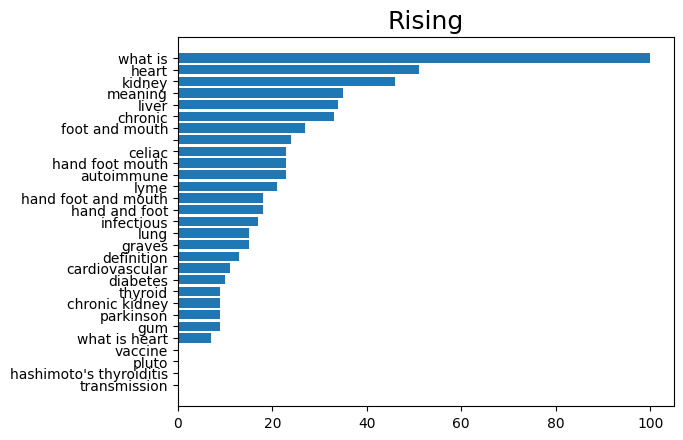 Rising
what is
heart
kidney
meaning
liver
chronic
foot and mouth
celiac
hand foot mouth
autoimmune
lyme
hand foot and mouth
hand and foot
infectious
lung
graves
definition
cardiovascular
diabetes
thyroid
chronic kidney
parkinson
gum
what is heart
vaccine
pluto
hashimoto's thyroiditis
transmission
0 20 40 60 80 100